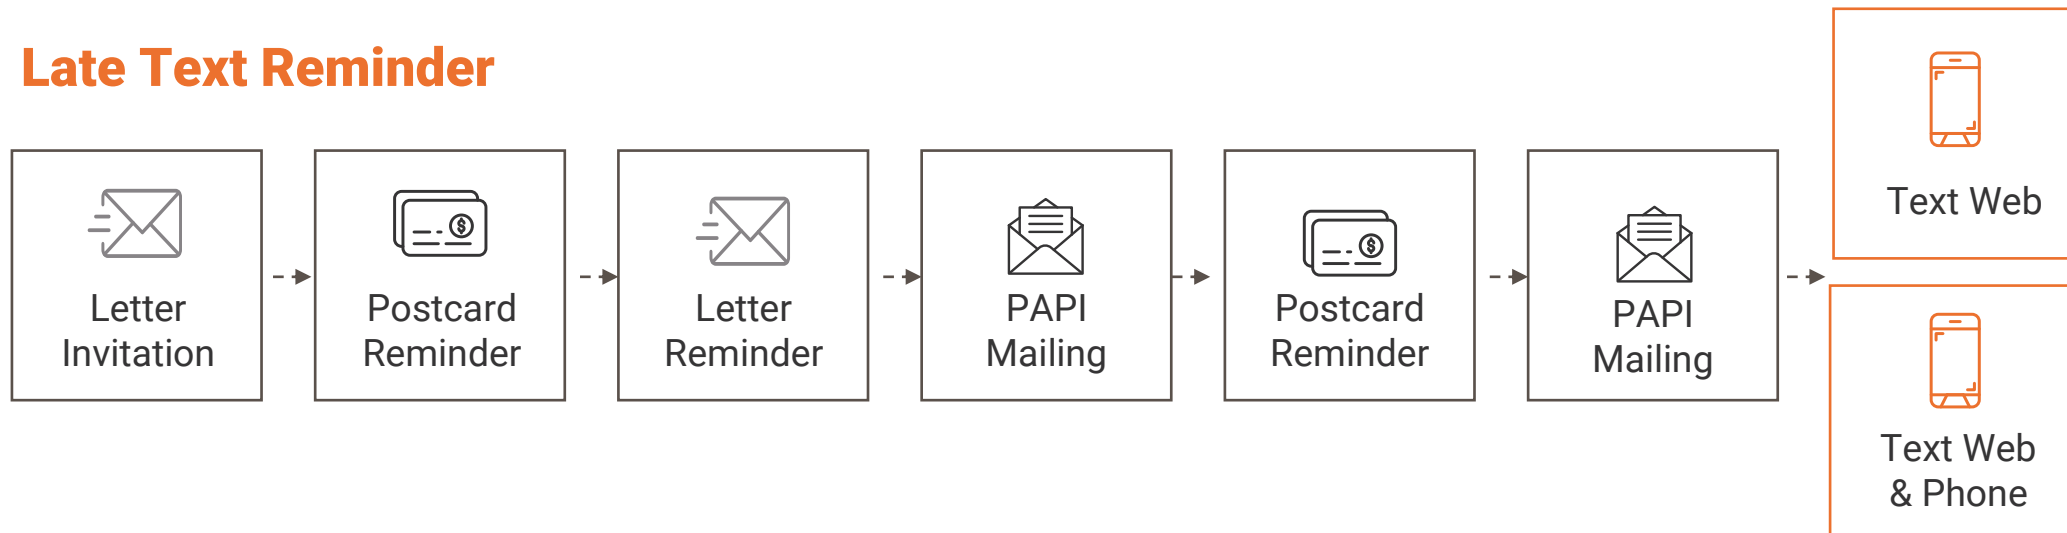 Late Text Reminder
Letter
Invitation
Postcard
Reminder
Letter
Reminder
PAPI
Mailing
Postcard
Reminder
PAPI
Mailing
Text Web
Text Web
& Phone